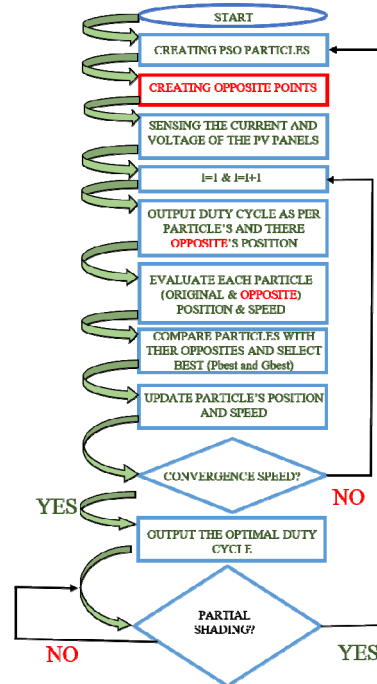 START
CREATING PSO PARTICLES
CREATING OPPOSITE POINTS
SENSING THE CURRENT AND
VOLTAGE OF THE PV PANELS
I=1 & I=I+1
OUTPUT DUTY CYCLE AS PER
PARTICLE'S AND THERE
OPPOSITE'S POSITION
EVALUATE EACH PARTICLE
(ORIGINAL & OPPOSITE)
POSITION & SPEED
COMPARE PARTICLES WITH
THER OPPOSITES AND SELECT
BEST (Pbest and Gbest)
UPDATE PARTICLE'S POSITION
AND SPEED
CONVERGENCE SPEED?
NO
YES
OUTPUT THE OPTIMAL DUTY
CYCLE
PARTIAL
SHADING?
NO
YES